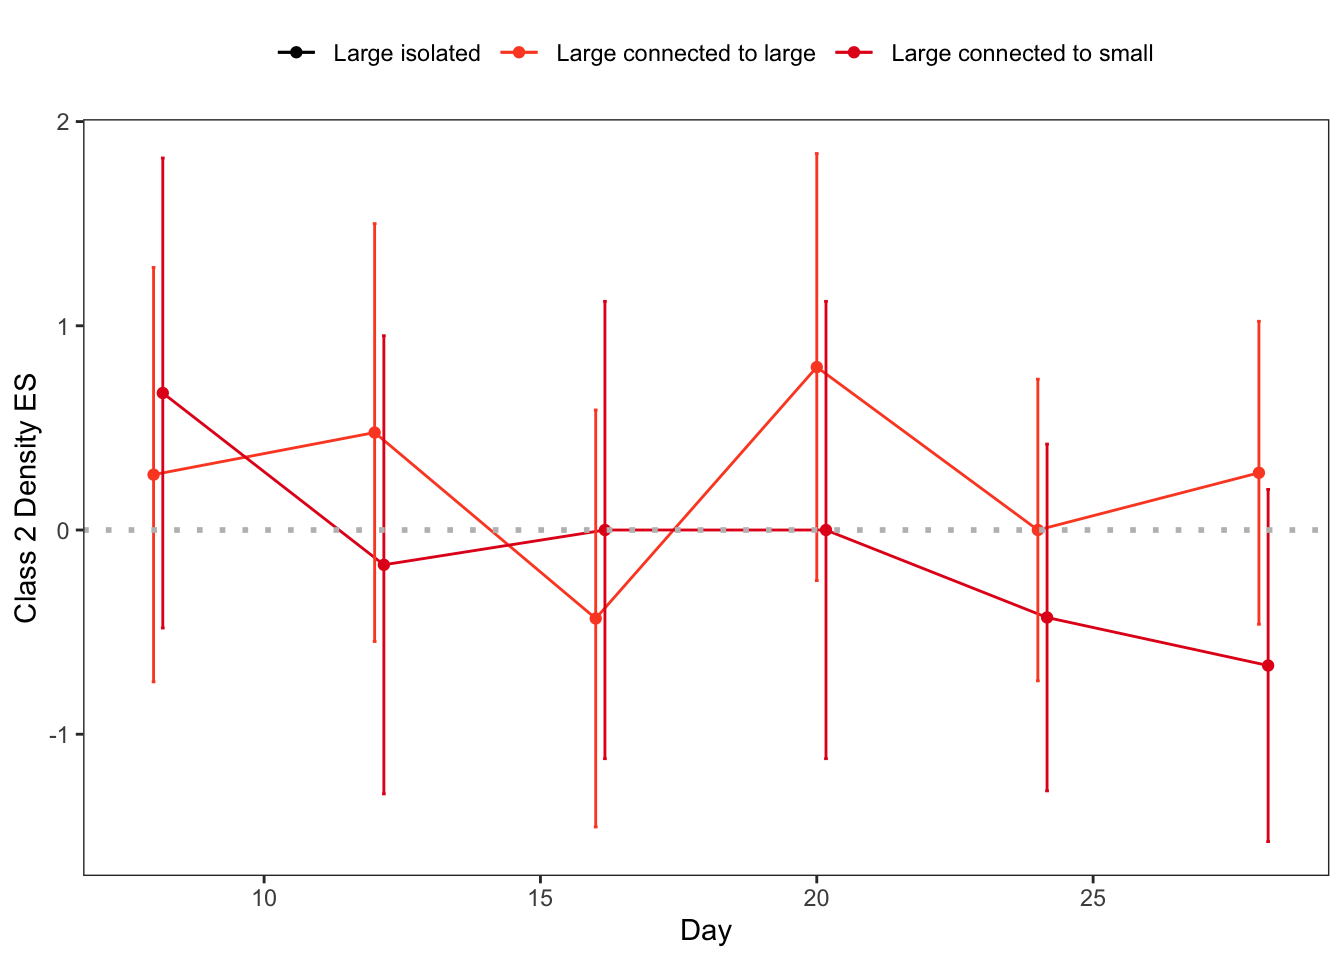 Large isolated Large connected to large Large connected to small
2
1
0
-1
Class 2 Density ES
10 15 20 25
Day